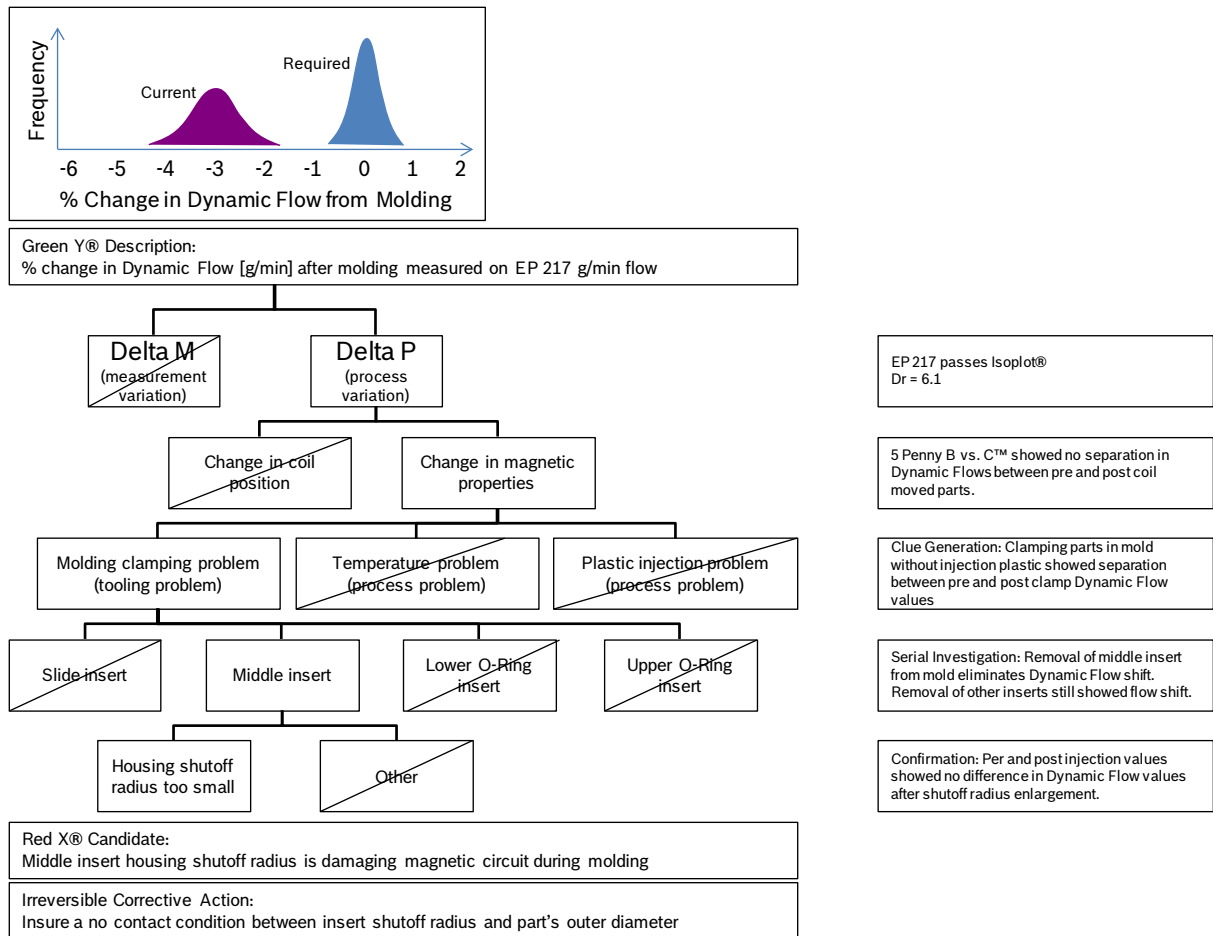 Frequency
Current
Required
-6 -5 -4 -3 -2 -1 0 1 2
% Change in Dynamic Flow from Molding
Green Y® Description:
% change in Dynamic Flow [g/min] after molding measured on EP 217 g/min flow
Delta M
(measurement
variation)
Delta P
(process
variation)
EP 217 passes Isoplot®
Dr = 6.1
Change in coil
position
Change in magnetic
properties
5 Penny B vs. C™ showed no separation in
Dynamic Flows between pre and post coil
moved parts.
Molding clamping problem
(tooling problem)
Temperature problem
(process problem)
Plastic injection problem
(process problem)
Clue Generation: Clamping parts in mold
without injection plastic showed separation
between pre and post clamp Dynamic Flow
values
Slide insert
Middle insert
Lower O-Ring
insert
Upper O-Ring
insert
Serial Investigation: Removal of middle insert
from mold eliminates Dynamic Flow shift.
Removal of other inserts still showed flow shift.
Housing shutoff
radius too small
Other
Confirmation: Per and post injection values
showed no difference in Dynamic Flow values
after shutoff radius enlargement.
Red X® Candidate:
Middle insert housing shutoff radius is damaging magnetic circuit during molding
Irreversible Corrective Action:
Insure a no contact condition between insert shutoff radius and part's outer diameter